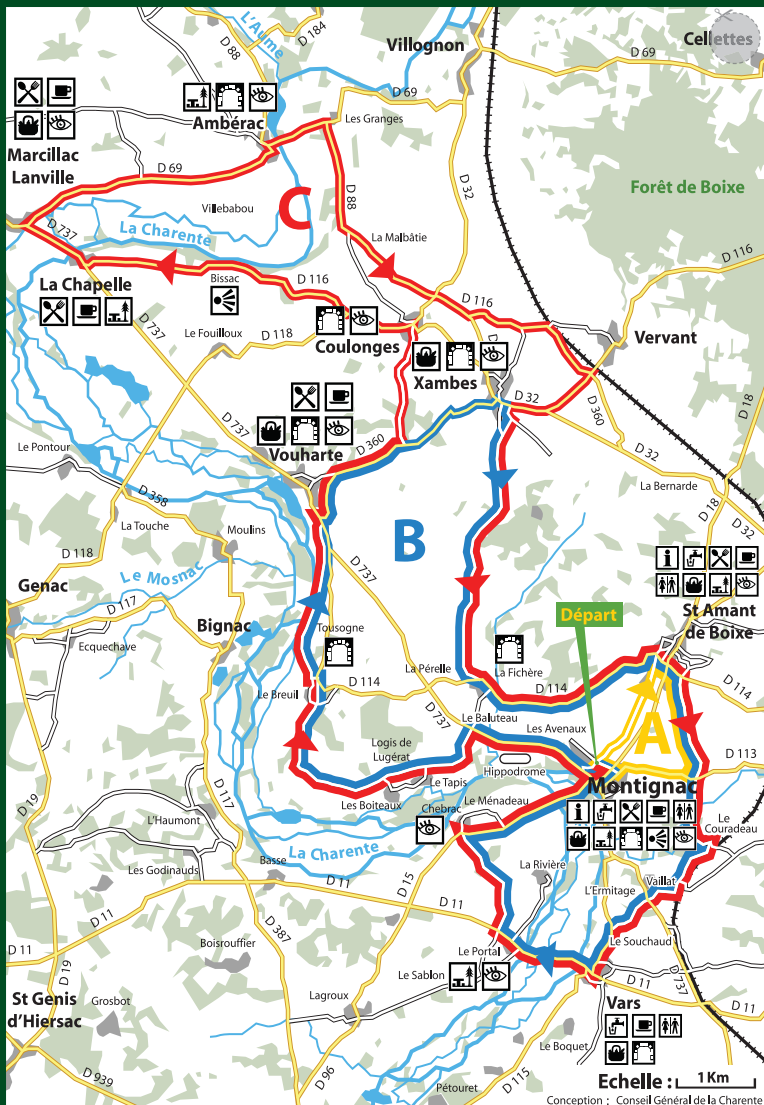 L'Aume
D 184
D 88
Villognon
Cellettes
D 69
D 69
Ambérac
Les Granges
Marcillac
Lanville
D 69
Villebabou
C
D 88
D 32
Forêt de Boixe
La Charente
D 737
La Malbâtie
D 116
La Chapelle
Bissac
D 116
D 116
D 737
Le Fouilloux
D 118
Coulonges
Vervant
Xambes
D 32
D 360
D 18
D 737
D 360
Vouharte
D 32
Le Pontour
La Bernarde
D 358
D 18
La Touche
Moulins
B
D 32
D 118
Le Mosnac
D 737
Genac
D 117
St Amant
de Boixe
Départ
Bignac
Tousogne
Ecquechave
La Pérelle
La Fichère
Le Breuil
D 114
D 114
D 114
D 737
Le Baluteau
Les Avenaux
A
Logis de
Lugérat
D 113
Hippodrome
Le Tapis
Montignac
D 19
D 117
Les Boiteaux
Chebrac
Le Ménadeau
L'Haumont
Le
Couradeau
La Charente
Les Godinauds
Basse
La Rivière
D 15
Vaillat
D 11
L'Ermitage
D 11
D 11
D 387
Boisrouffier
Le Portal
Le Souchaud
D 11
D 19
Le Sablon
D 737
D 11
St Genis
d'Hiersac
Grosbot
Lagroux
Vars
Le Boquet
D 96
D 115
D 939
Pétouret
Echelle : 1 Km
Conception : Conseil Général de la Charente